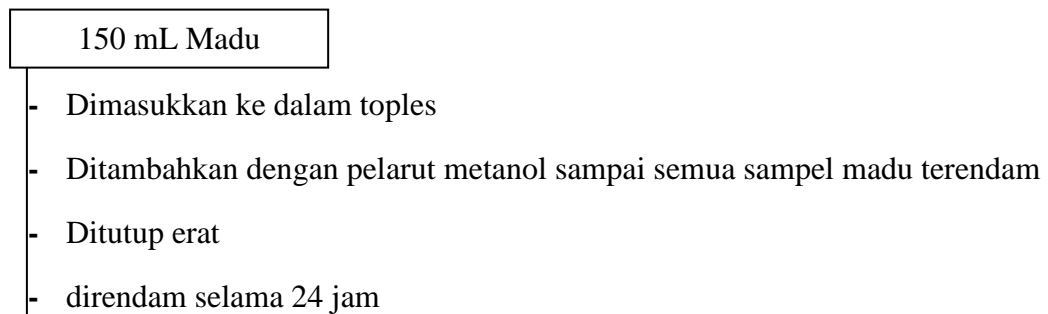 150 mL Madu
- Dimasukkan ke dalam toples
- Ditambahkan dengan pelarut metanol sampai semua sampel madu terendam
- Ditutup erat
- direndam selama 24 jam